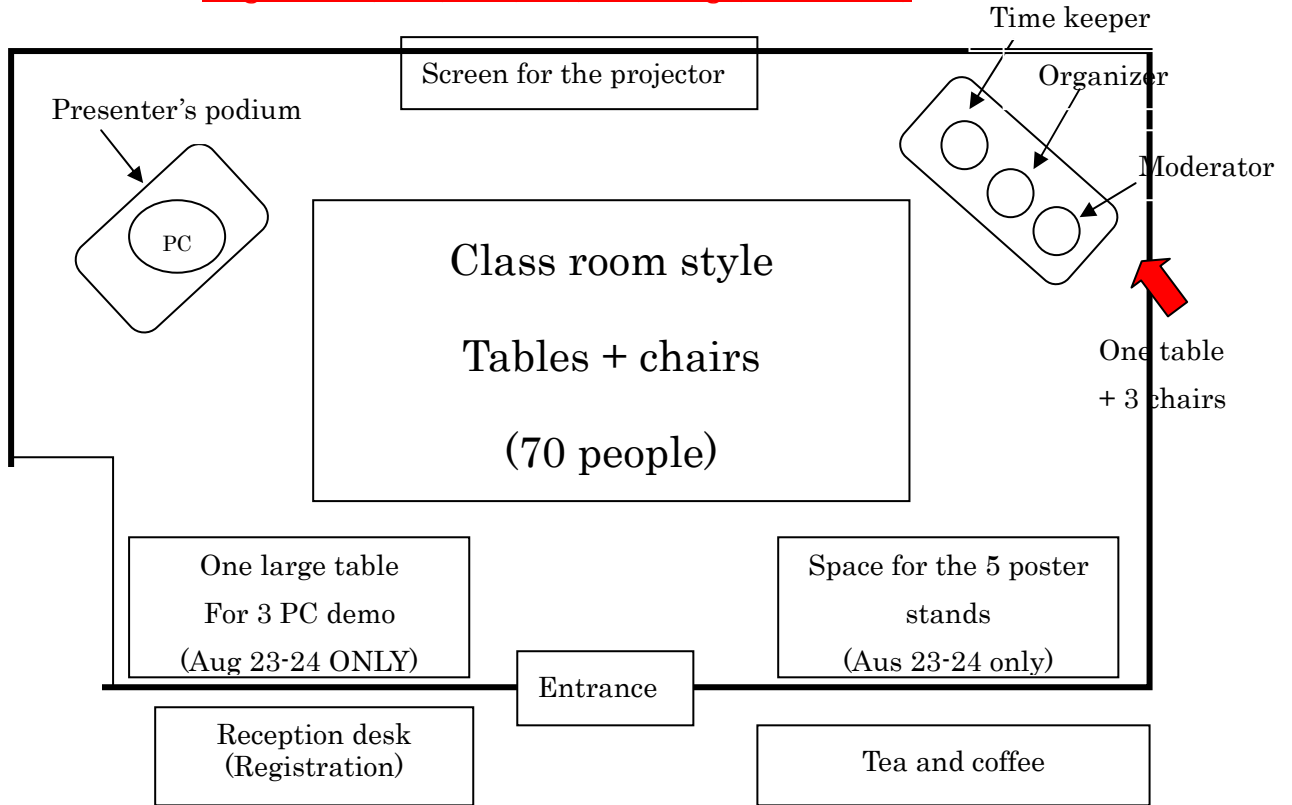 Time keeper
Screen for the projector
Organizer
Presenter's podium
Moderator
PC
Class room style
Tables + chairs
(70 people)
One table
+ 3 chairs
One large table
For 3 PC demo
(Aug 23-24 ONLY)
Space for the 5 poster
stands
(Aus 23-24 only)
Entrance
Reception desk
(Registration)
Tea and coffee